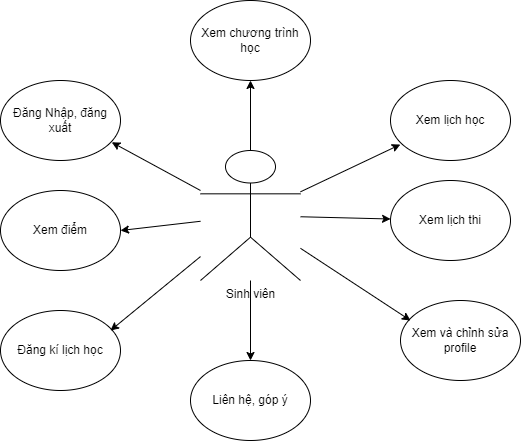 Xem chương trình
học
Đăng Nhập, đăng
xuất
Xem lịch học
Xem điểm
Xem lịch thi
Sinh viên
Đăng kí lịch học
Xem và chỉnh sửa
profile
Liên hệ, góp ý